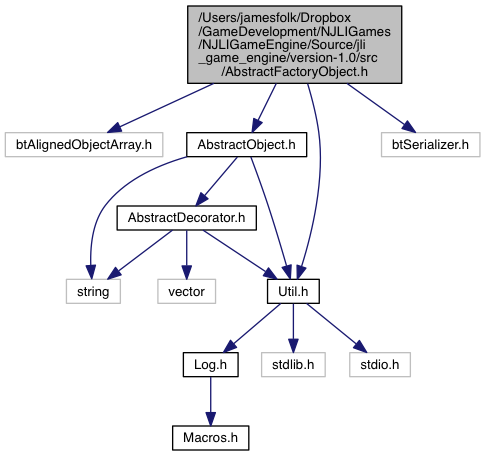 /Users/jamesfolk/Dropbox
/GameDevelopment/NJLIGames
/NJLIGameEngine/Source/jli
_game_engine/version-1.0/src
/AbstractFactoryObject.h
btAlignedObjectArray.h
AbstractObject.h
btSerializer.h
AbstractDecorator.h
string
vector
Util.h
Log.h
stdlib.h
stdio.h
Macros.h